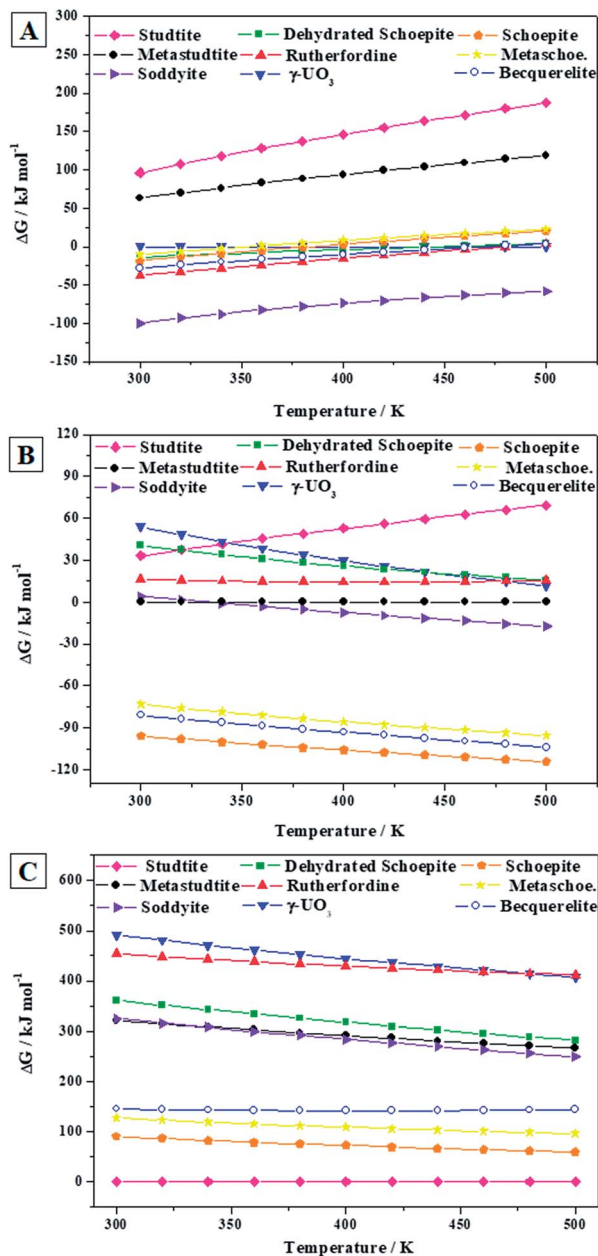 A
Studtite Dehydrated Schoepite Schoepite
Metastudtite Rutherfordine Metaschoe.
Soddyite γ-UO₃ Becquerelite
ΔG / kJ mol⁻¹
300
250
200
150
100
50
0
-50
-100
-150
300 350 400 450 500
Temperature / K
B
Studtite Dehydrated Schoepite Schoepite
Metastudtite Rutherfordine Metaschoe.
Soddyite γ-UO₃ Becquerelite
ΔG / kJ mol⁻¹
120
90
60
30
0
-30
-60
-90
-120
300 350 400 450 500
Temperature / K
C
Studtite Dehydrated Schoepite Schoepite
Metastudtite Rutherfordine Metaschoe.
Soddyite γ-UO₃ Becquerelite
ΔG / kJ mol⁻¹
600
500
400
300
200
100
0
300 350 400 450 500
Temperature / K